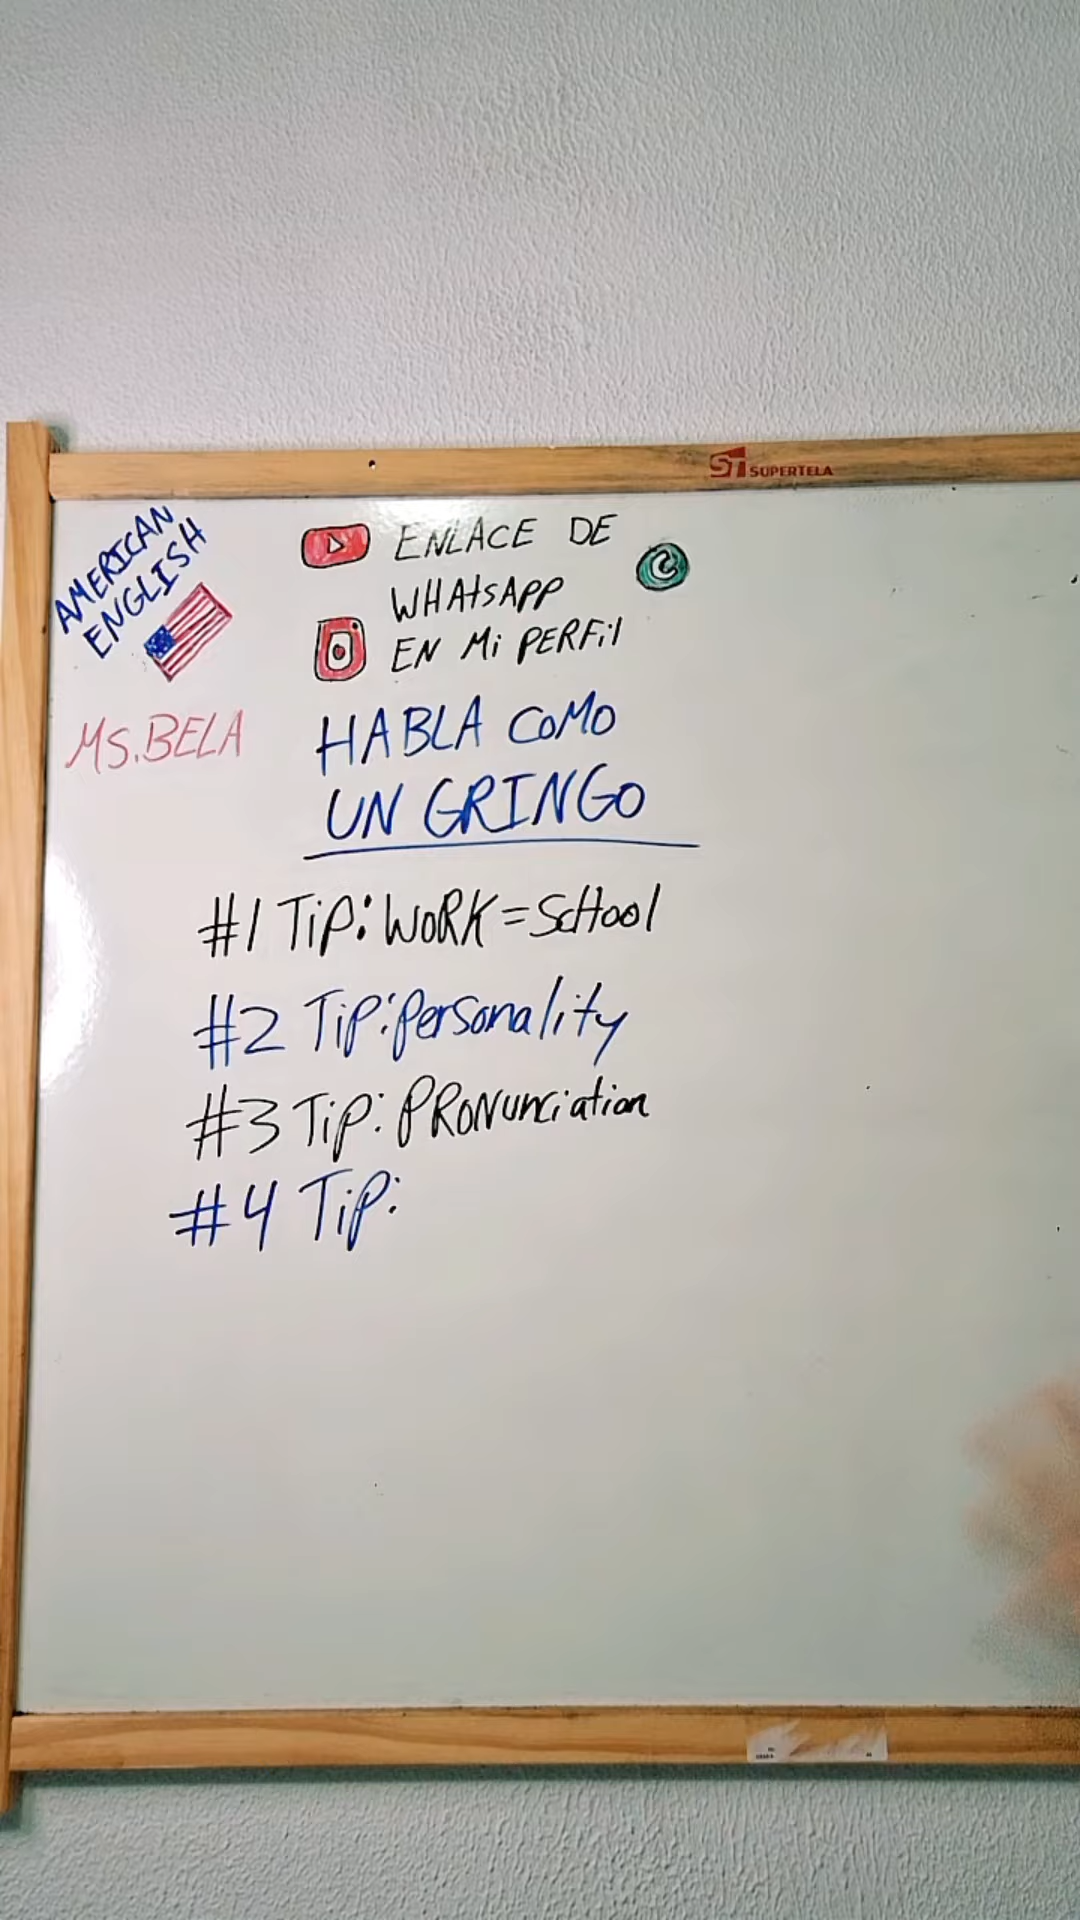 ST SUPERTELA
AMERICAN
ENGLISH
ENLACE DE
WHAtSAPP
EN Mi PERFil
MS.BELA
HABLA COMO
UN GRINGO
#1 TiP: WORK = ScHool
#2 TiP: personality
#3 TiP: PRONunciation
#4 TiP: